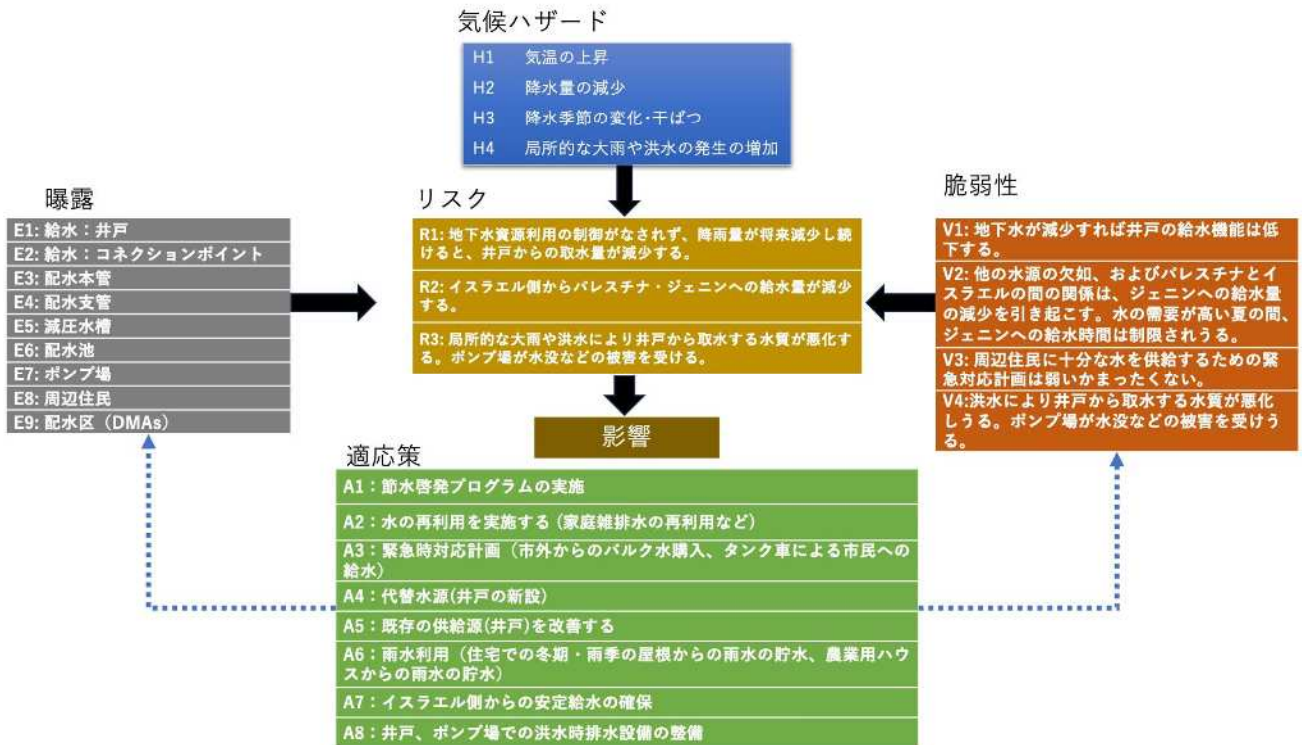 気候ハザード
H1 気温の上昇
H2 降水量の減少
H3 降水季節の変化・干ばつ
H4 局所的な大雨や洪水の発生の増加
曝露
E1: 給水：井戸
E2: 給水：コネクションポイント
E3: 配水本管
E4: 配水支管
E5: 減圧水槽
E6: 配水池
E7: ポンプ場
E8: 周辺住民
E9: 配水区（DMAs）
リスク
R1: 地下水資源利用の制御がなされず、降雨量が将来減少し続け
ると、井戸からの取水量が減少する。
R2: イスラエル側からパレスチナ・ジェニンへの給水量が減少
する。
R3: 局所的な大雨や洪水により井戸から取水する水質が悪化す
る。ポンプ場が水没などの被害を受ける。
影響
脆弱性
V1: 地下水が減少すれば井戸の給水機能は低
下する。
V2: 他の水源の欠如、およびパレスチナとイ
スラエルの間の関係は、ジェニンへの給水量
の減少を引き起こす。水の需要が高い夏の間、
ジェニンへの給水時間は制限されうる。
V3: 周辺住民に十分な水を供給するための緊
急対応計画は弱いかまったくない。
V4:洪水により井戸から取水する水質が悪化
しうる。ポンプ場が水没などの被害を受けう
る。
適応策
A1：節水啓発プログラムの実施
A2：水の再利用を実施する (家庭雑排水の再利用など)
A3：緊急時対応計画（市外からのバルク水購入、タンク車による市民への
給水）
A4：代替水源(井戸の新設)
A5：既存の供給源(井戸)を改善する
A6：雨水利用（住宅での冬期・雨季の屋根からの雨水の貯水、農業用ハウ
スからの雨水の貯水）
A7：イスラエル側からの安定給水の確保
A8：井戸、ポンプ場での洪水時排水設備の整備